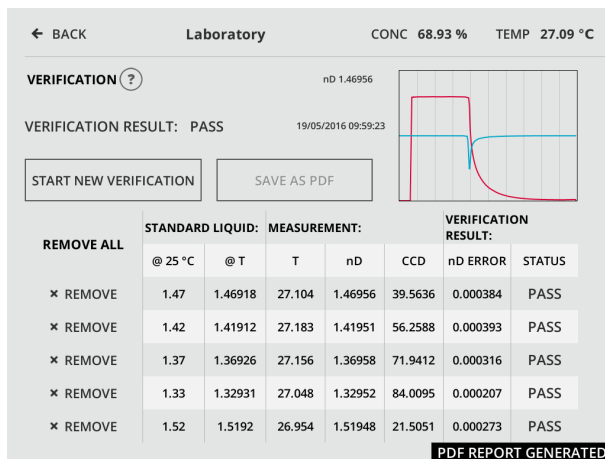 ← BACK Laboratory CONC 68.93 % TEMP 27.09 °C
VERIFICATION ? nD 1.46956
VERIFICATION RESULT: PASS 19/05/2016 09:59:23
START NEW VERIFICATION SAVE AS PDF
REMOVE ALL STANDARD LIQUID: MEASUREMENT: VERIFICATION RESULT:
@ 25 °C @ T T nD CCD nD ERROR STATUS
× REMOVE 1.47 1.46918 27.104 1.46956 39.5636 0.000384 PASS
× REMOVE 1.42 1.41912 27.183 1.41951 56.2588 0.000393 PASS
× REMOVE 1.37 1.36926 27.156 1.36958 71.9412 0.000316 PASS
× REMOVE 1.33 1.32931 27.048 1.32952 84.0095 0.000207 PASS
× REMOVE 1.52 1.5192 26.954 1.51948 21.5051 0.000273 PASS
PDF REPORT GENERATED